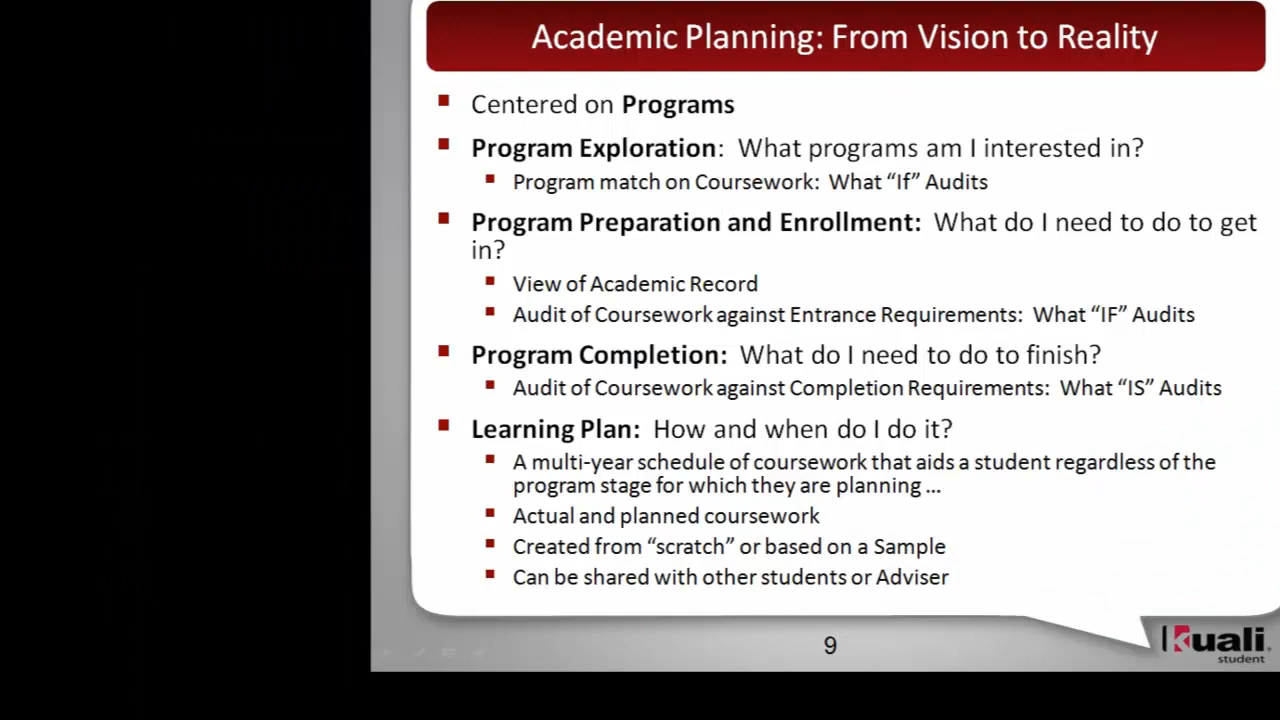 Academic Planning: From Vision to Reality
Centered on Programs
Program Exploration: What programs am I interested in?
Program match on Coursework: What “If” Audits
Program Preparation and Enrollment: What do I need to do to get
in?
View of Academic Record
Audit of Coursework against Entrance Requirements: What “IF” Audits
Program Completion: What do I need to do to finish?
Audit of Coursework against Completion Requirements: What “IS” Audits
Learning Plan: How and when do I do it?
A multi-year schedule of coursework that aids a student regardless of the
program stage for which they are planning ...
Actual and planned coursework
Created from “scratch” or based on a Sample
Can be shared with other students or Adviser
9
Kuali
student